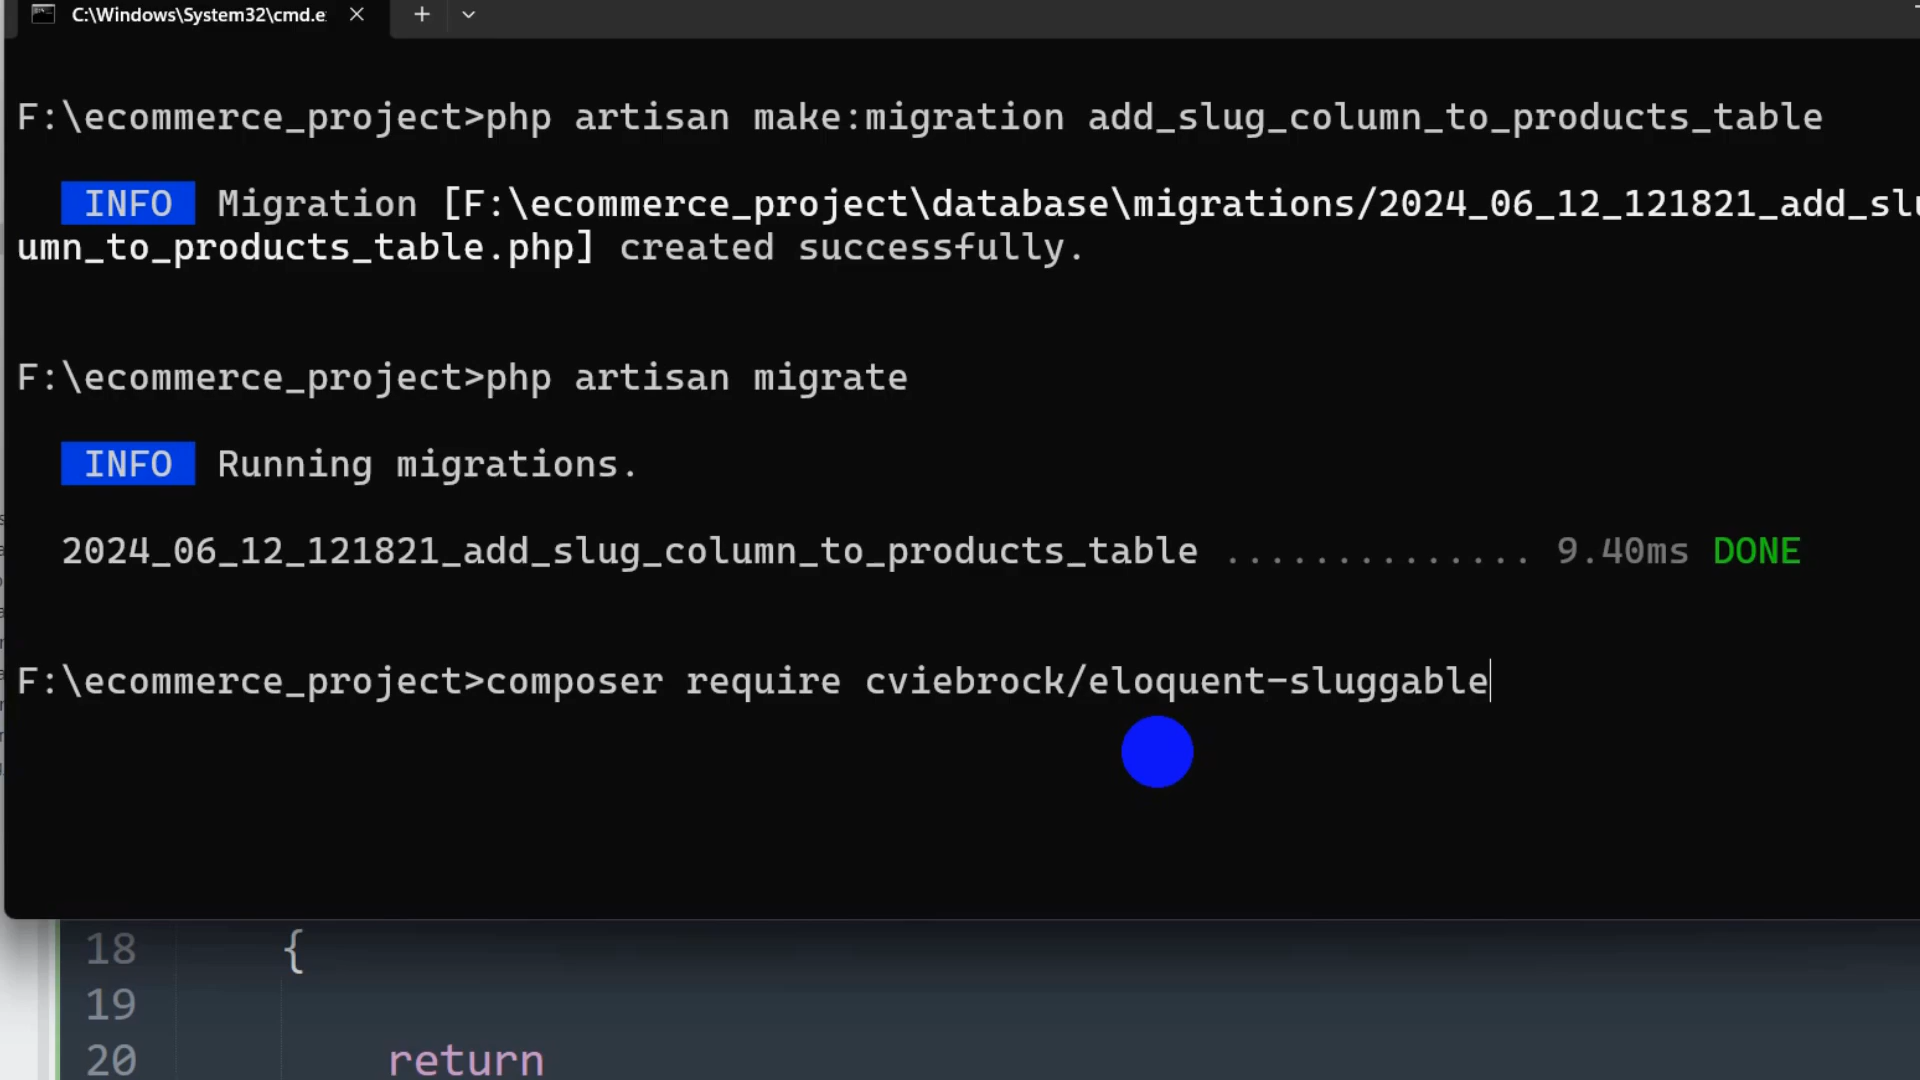 C:\Windows\System32\cmd.e
F:\ecommerce_project>php artisan make:migration add_slug_column_to_products_table
INFO Migration [F:\ecommerce_project\database\migrations/2024_06_12_121821_add_slu
umn_to_products_table.php] created successfully.
F:\ecommerce_project>php artisan migrate
INFO Running migrations.
2024_06_12_121821_add_slug_column_to_products_table .............. 9.40ms DONE
F:\ecommerce_project>composer require cviebrock/eloquent-sluggable
18 {
19
20 return